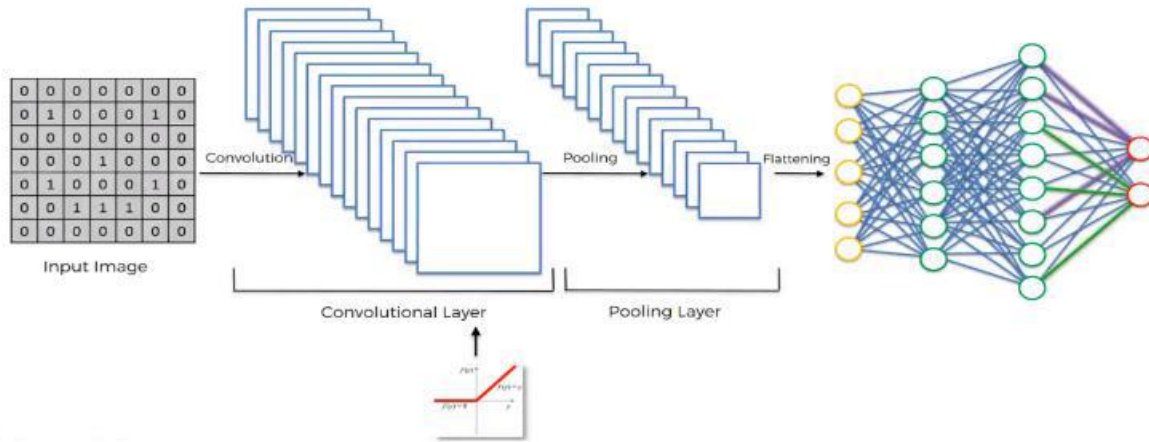 0 0 0 0 0 0 0
0 1 0 0 0 1 0
0 0 0 0 0 0 0
0 0 0 1 0 0 0
0 1 0 0 0 1 0
0 0 1 1 1 0 0
0 0 0 0 0 0 0
Input Image
Convolution
Pooling
Flattening
Convolutional Layer
Pooling Layer